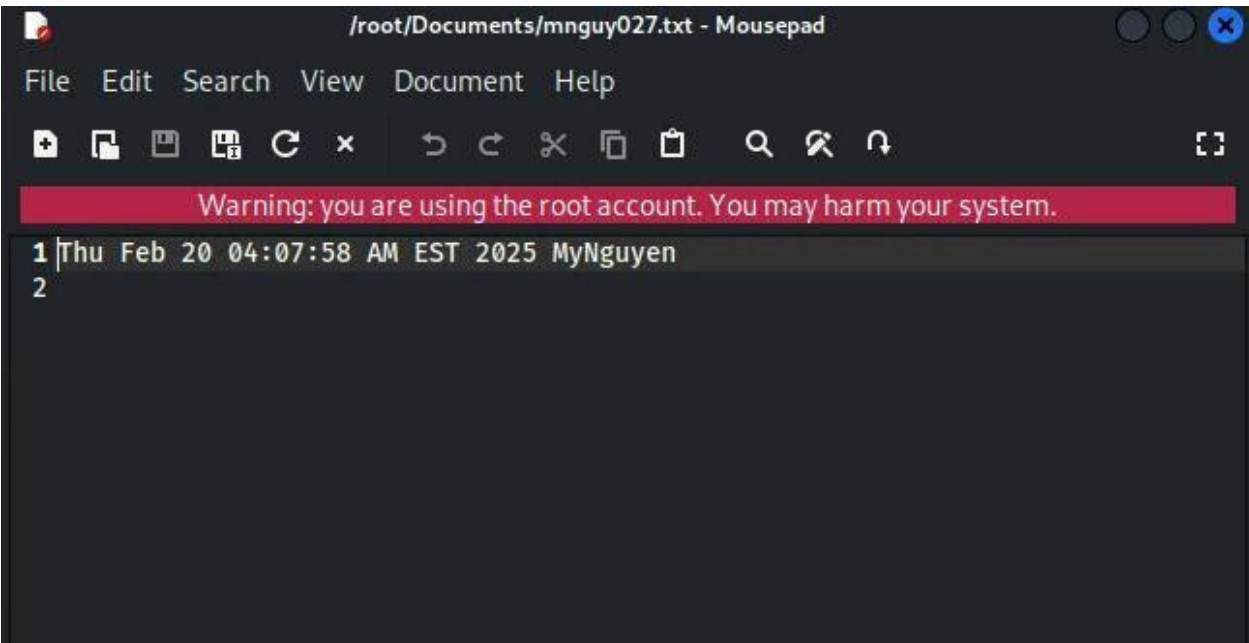 /root/Documents/mnguy027.txt - Mousepad
File Edit Search View Document Help
Warning: you are using the root account. You may harm your system.
1 Thu Feb 20 04:07:58 AM EST 2025 MyNguyen
2